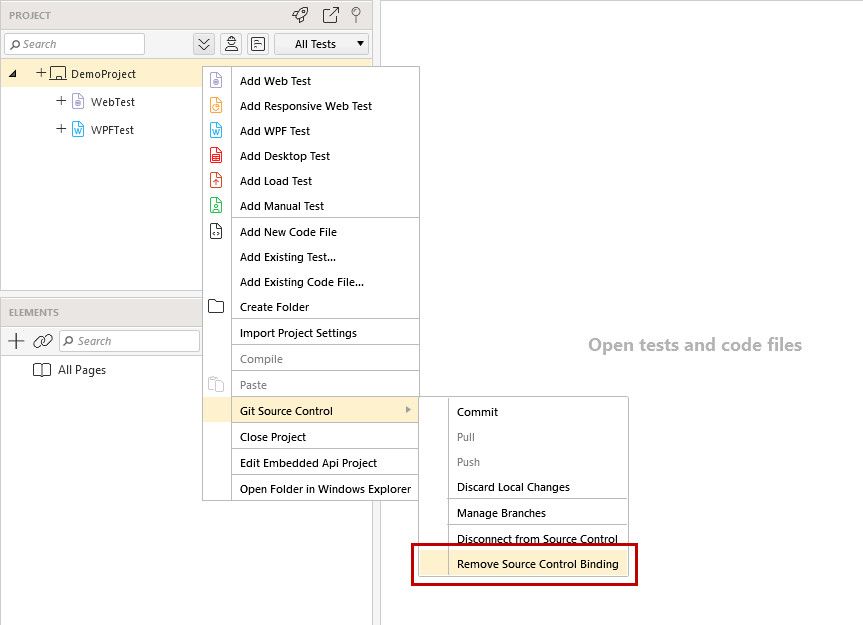 PROJECT
Search
All Tests
DemoProject
WebTest
WPFTest
Add Web Test
Add Responsive Web Test
Add WPF Test
Add Desktop Test
Add Load Test
Add Manual Test
Add New Code File
Add Existing Test...
Add Existing Code File...
Create Folder
Import Project Settings
Compile
Paste
Git Source Control
Close Project
Edit Embedded Api Project
Open Folder in Windows Explorer
Commit
Pull
Push
Discard Local Changes
Manage Branches
Disconnect from Source Control
Remove Source Control Binding
ELEMENTS
Search
All Pages
Open tests and code files